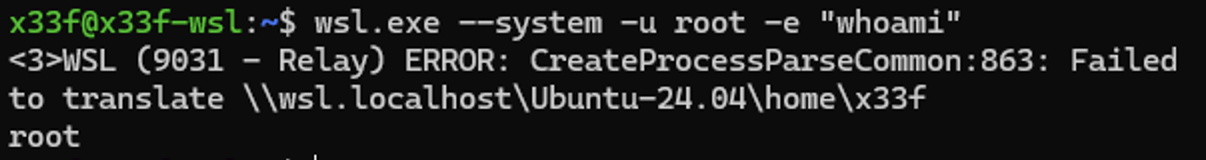 x33f@x33f-wsl:~$ wsl.exe --system -u root -e "whoami"
<3>WSL (9031 - Relay) ERROR: CreateProcessParseCommon:863: Failed
to translate \\wsl.localhost\Ubuntu-24.04\home\x33f
root